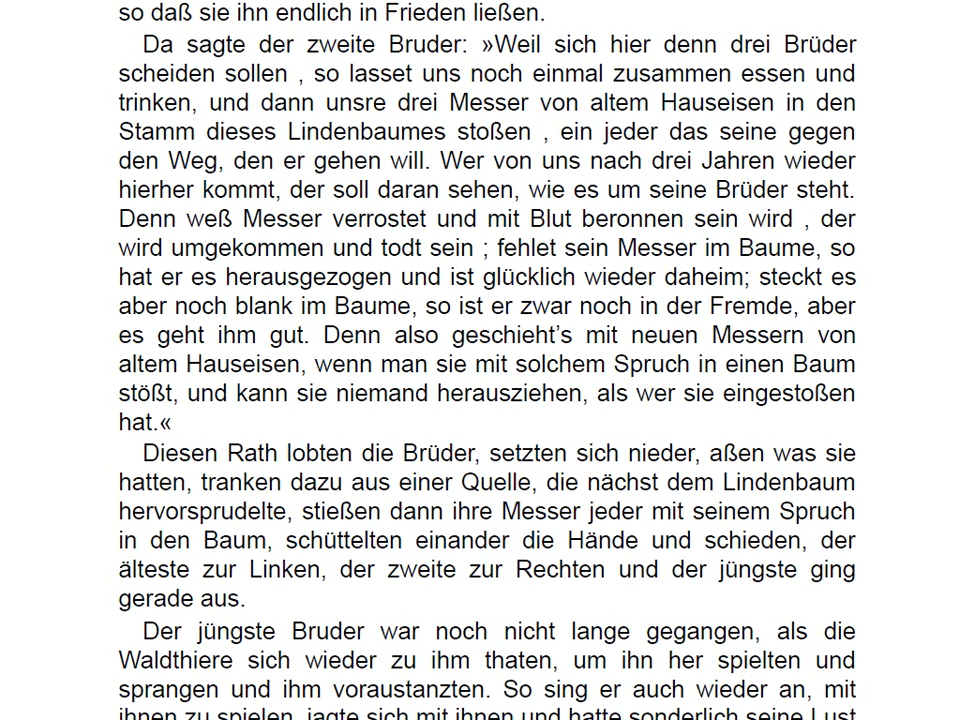 so daß sie ihn endlich in Frieden ließen.
Da sagte der zweite Bruder: »Weil sich hier denn drei Brüder
scheiden sollen , so lasset uns noch einmal zusammen essen und
trinken, und dann unsre drei Messer von altem Hauseisen in den
Stamm dieses Lindenbaumes stoßen , ein jeder das seine gegen
den Weg, den er gehen will. Wer von uns nach drei Jahren wieder
hierher kommt, der soll daran sehen, wie es um seine Brüder steht.
Denn weß Messer verrostet und mit Blut beronnen sein wird , der
wird umgekommen und todt sein ; fehlet sein Messer im Baume, so
hat er es herausgezogen und ist glücklich wieder daheim; steckt es
aber noch blank im Baume, so ist er zwar noch in der Fremde, aber
es geht ihm gut. Denn also geschieht’s mit neuen Messern von
altem Hauseisen, wenn man sie mit solchem Spruch in einen Baum
stößt, und kann sie niemand herausziehen, als wer sie eingestoßen
hat.«
Diesen Rath lobten die Brüder, setzten sich nieder, aßen was sie
hatten, tranken dazu aus einer Quelle, die nächst dem Lindenbaum
hervorsprudelte, stießen dann ihre Messer jeder mit seinem Spruch
in den Baum, schüttelten einander die Hände und schieden, der
älteste zur Linken, der zweite zur Rechten und der jüngste ging
gerade aus.
Der jüngste Bruder war noch nicht lange gegangen, als die
Waldthiere sich wieder zu ihm thaten, um ihn her spielten und
sprangen und ihm voraustanzten. So sing er auch wieder an, mit
ihnen zu spielen, jagte sich mit ihnen und hatte sonderlich seine Lust